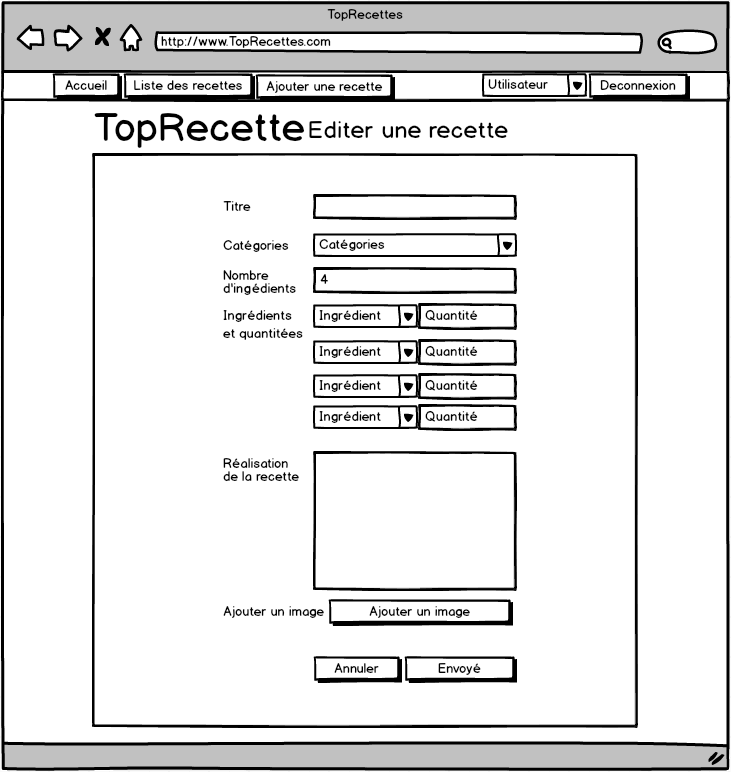 TopRecettes
http://www.TopRecettes.com
Accueil
Liste des recettes
Ajouter une recette
Utilisateur
Deconnexion
TopRecette Editer une recette
Titre
Catégories
Catégories
Nombre
d'ingédients
4
Ingrédients
et quantitées
Ingrédient
Quantité
Ingrédient
Quantité
Ingrédient
Quantité
Ingrédient
Quantité
Réalisation
de la recette
Ajouter un image
Ajouter un image
Annuler
Envoyé